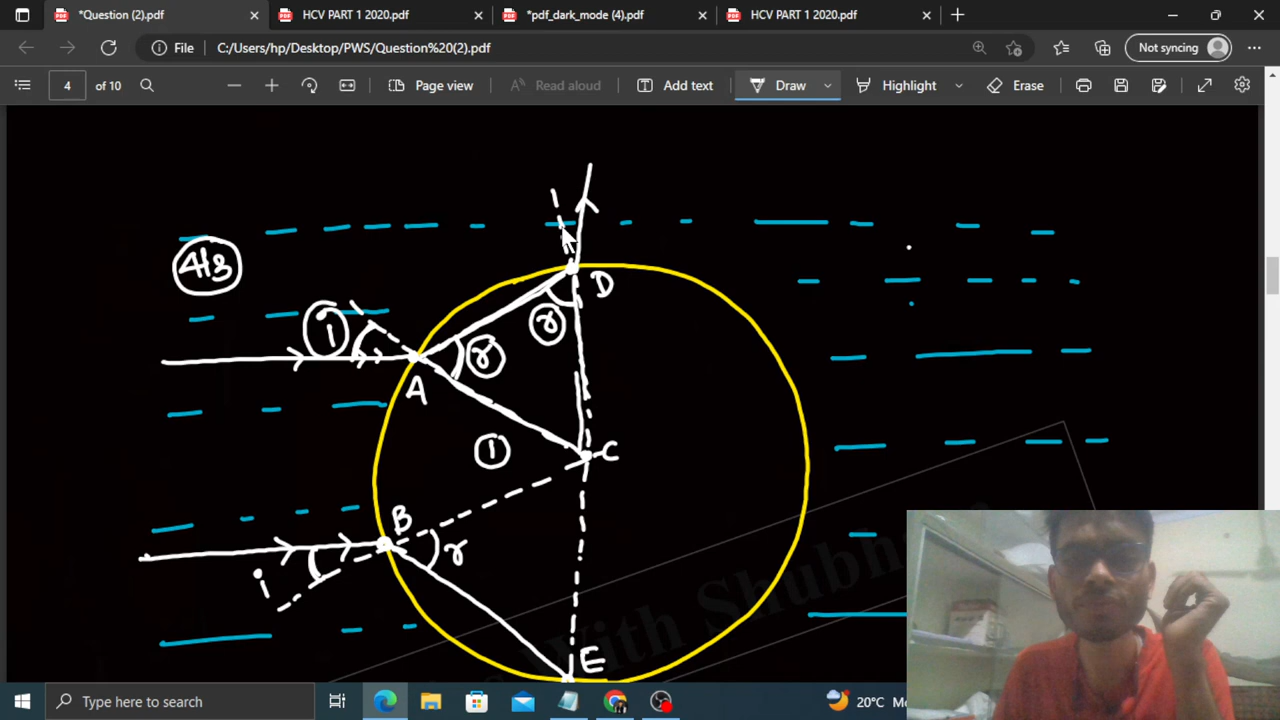 *Question (2).pdf
HCV PART 1 2020.pdf
*pdf_dark_mode (4).pdf
HCV PART 1 2020.pdf
File
C:/Users/hp/Desktop/PWS/Question%20(2).pdf
Not syncing
4
of 10
Page view
Read aloud
Add text
Draw
Highlight
Erase
4/3
D
i
r
r
A
1
C
B
r
i
E
With Shubh
Type here to search
20°C